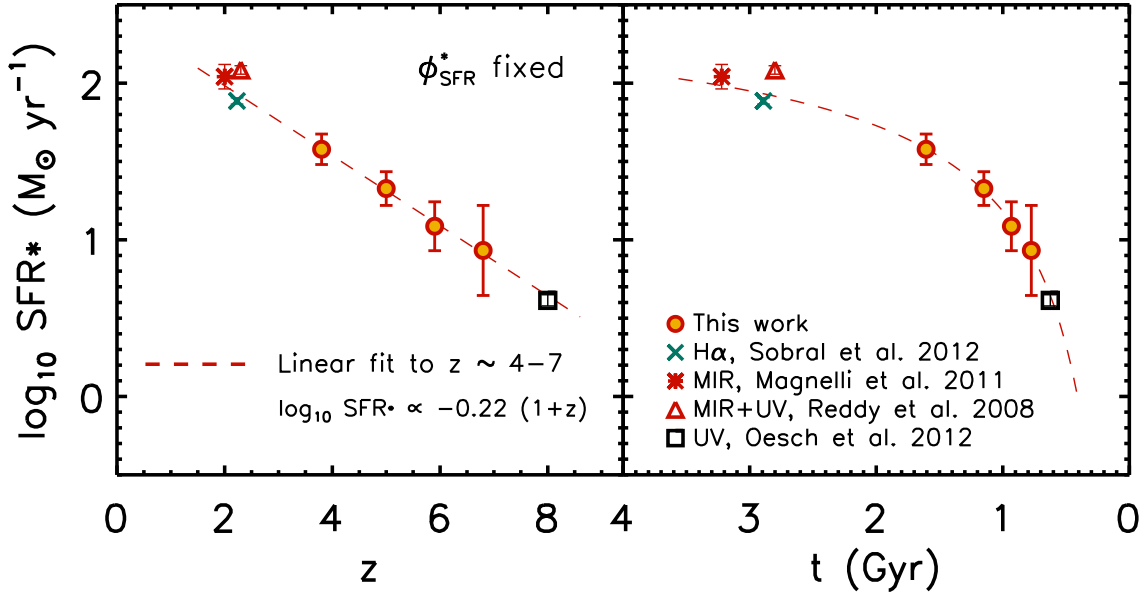 ϕ*SFR fixed
log₁₀ SFR* (M⊙ yr⁻¹)
2
1
0
Linear fit to z ~ 4−7
log₁₀ SFR* ∝ −0.22 (1+z)
0 2 4 6 8
z
This work
Hα, Sobral et al. 2012
MIR, Magnelli et al. 2011
MIR+UV, Reddy et al. 2008
UV, Oesch et al. 2012
4 3 2 1 0
t (Gyr)